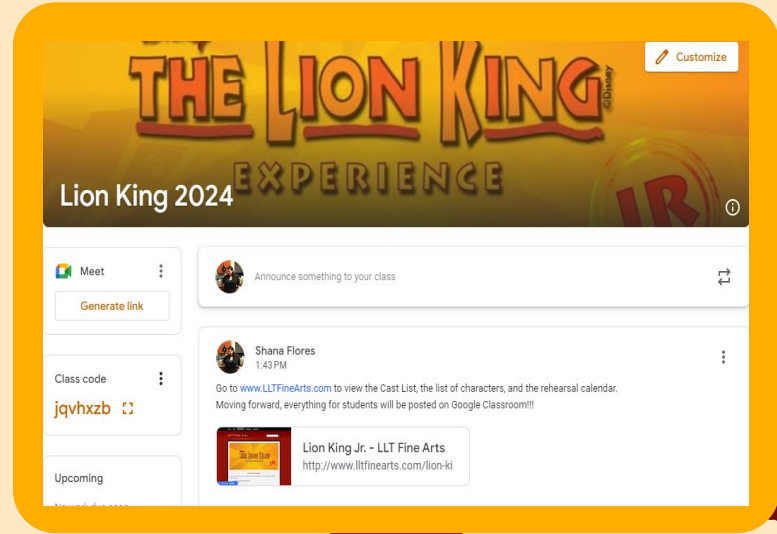 THE LION KING
©Disney
Customize
EXPERIENCE
JR
Lion King 2024
Meet
Generate link
Announce something to your class
Shana Flores
1:43 PM
Go to www.LLTFineArts.com to view the Cast List, the list of characters, and the rehearsal calendar.
Moving forward, everything for students will be posted on Google Classroom!!!
Class code
jqvhxzb
Lion King Jr. - LLT Fine Arts
http://www.lltfinearts.com/lion-ki
Upcoming